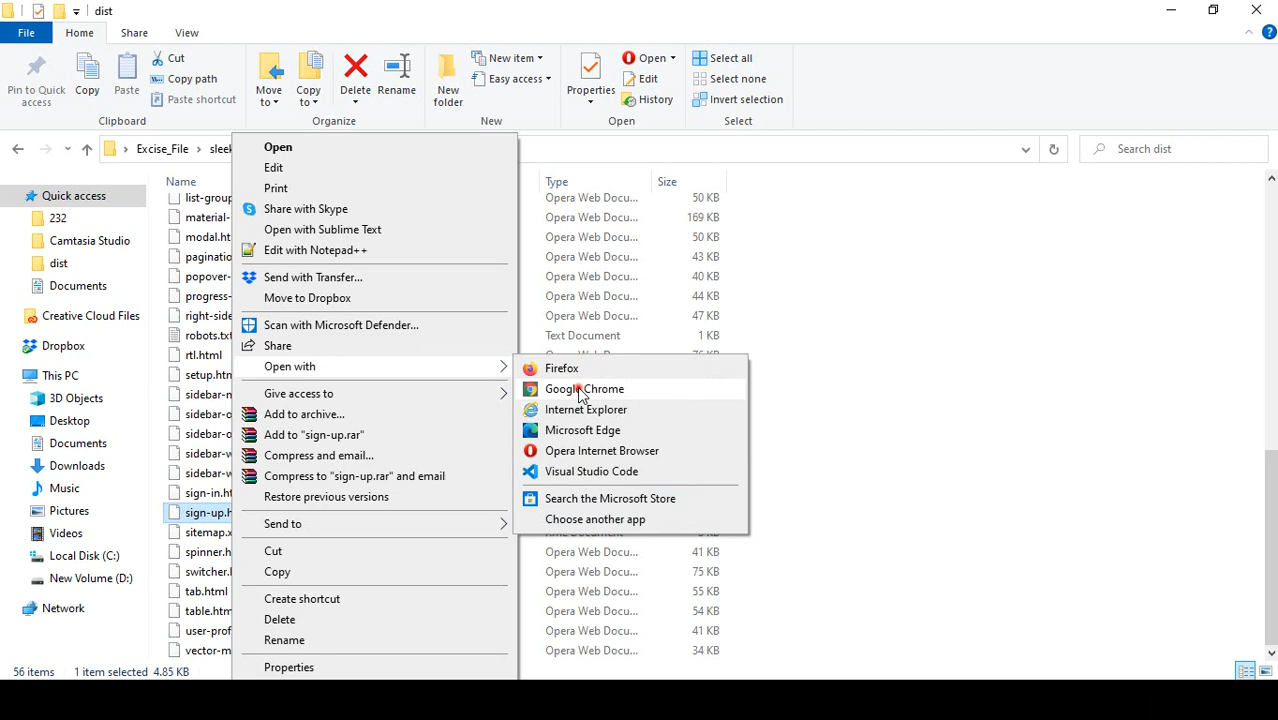 dist
File
Home
Share
View
Pin to Quick access
Copy
Paste
Cut
Copy path
Paste shortcut
Clipboard
Move to
Copy to
Delete
Rename
Organize
New folder
New item
Easy access
New
Properties
Open
Edit
History
Open
Select all
Select none
Invert selection
Select
Excise_File
sleek
Search dist
Quick access
232
Camtasia Studio
dist
Documents
Creative Cloud Files
Dropbox
This PC
3D Objects
Desktop
Documents
Downloads
Music
Pictures
Videos
Local Disk (C:)
New Volume (D:)
Network
Name
Type
Size
list-group
Opera Web Docu... 50 KB
material-
Opera Web Docu... 169 KB
modal.ht
Opera Web Docu... 50 KB
paginatio
Opera Web Docu... 43 KB
popover-
Opera Web Docu... 40 KB
progress-
Opera Web Docu... 44 KB
right-side
Opera Web Docu... 47 KB
robots.txt
Text Document 1 KB
rtl.html
setup.htm
sidebar-m
sidebar-o
sidebar-w
sidebar-w
sign-in.ht
sign-up.h
sitemap.x
spinner.h
Opera Web Docu... 41 KB
switcher.l
Opera Web Docu... 75 KB
tab.html
Opera Web Docu... 55 KB
table.htm
Opera Web Docu... 54 KB
user-prof
Opera Web Docu... 41 KB
vector-m
Opera Web Docu... 34 KB
Open
Edit
Print
Share with Skype
Open with Sublime Text
Edit with Notepad++
Send with Transfer...
Move to Dropbox
Scan with Microsoft Defender...
Share
Open with
Give access to
Add to archive...
Add to "sign-up.rar"
Compress and email...
Compress to "sign-up.rar" and email
Restore previous versions
Send to
Cut
Copy
Create shortcut
Delete
Rename
Properties
Firefox
Google Chrome
Internet Explorer
Microsoft Edge
Opera Internet Browser
Visual Studio Code
Search the Microsoft Store
Choose another app
56 items
1 item selected 4.85 KB